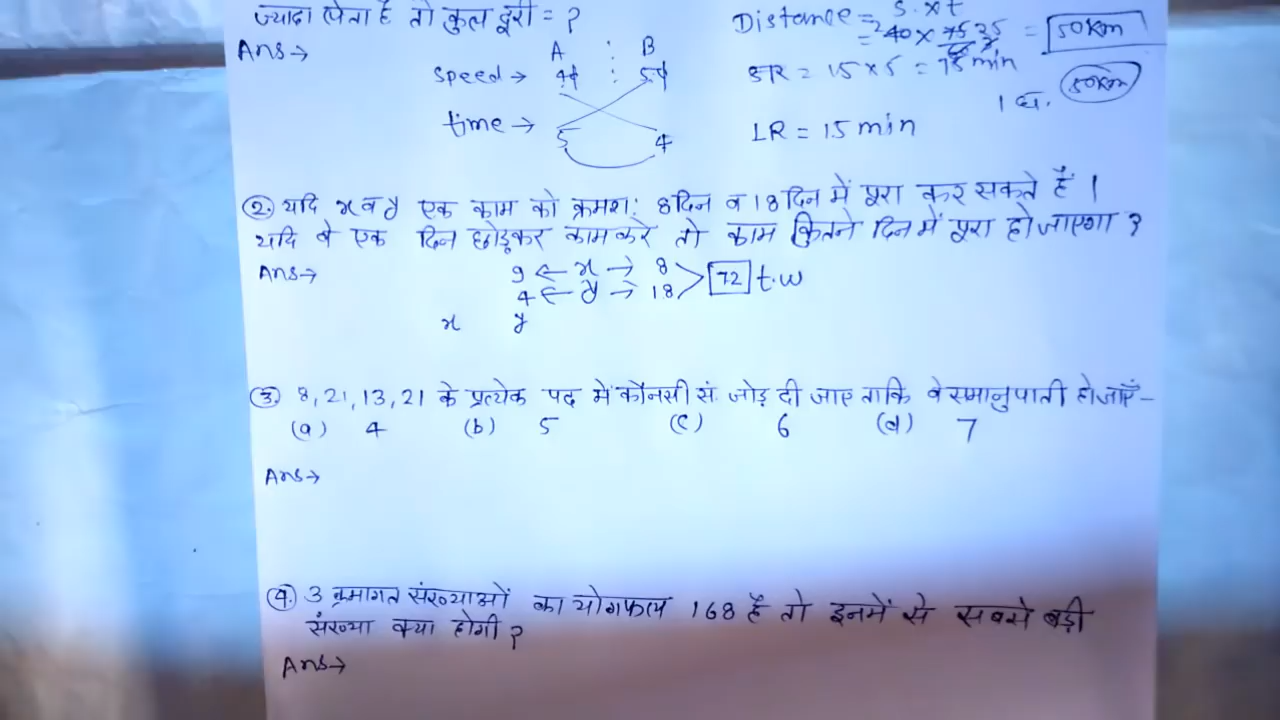 ज्यादा लेता है तो कुल दूरी = ?
Ans →
A : B
speed → 4 : 5
time → 5 4
Distance = s. x t
= 240 x = 50km
SR = 15 x 5 = 75 min
1 घं. 50km
LR = 15 min
② यदि x व y एक काम को क्रमश: 8 दिन व 18 दिन में पूरा कर सकते हैं।
यदि वे एक दिन छोड़कर काम करे तो काम कितने दिन में पूरा हो जाएगा ?
Ans →
9 ← x → 8
4 ← y → 18 > 72 t.w
x y
③ 8, 21, 13, 21 के प्रत्येक पद में कौनसी सं. जोड़ दी जाए ताकि वे समानुपाती हो जाएँ -
(a) 4 (b) 5 (c) 6 (d) 7
Ans →
④ 3 क्रमागत संख्याओं का योगफल 168 है तो इनमें से सबसे बड़ी
संख्या क्या होगी ?
Ans →